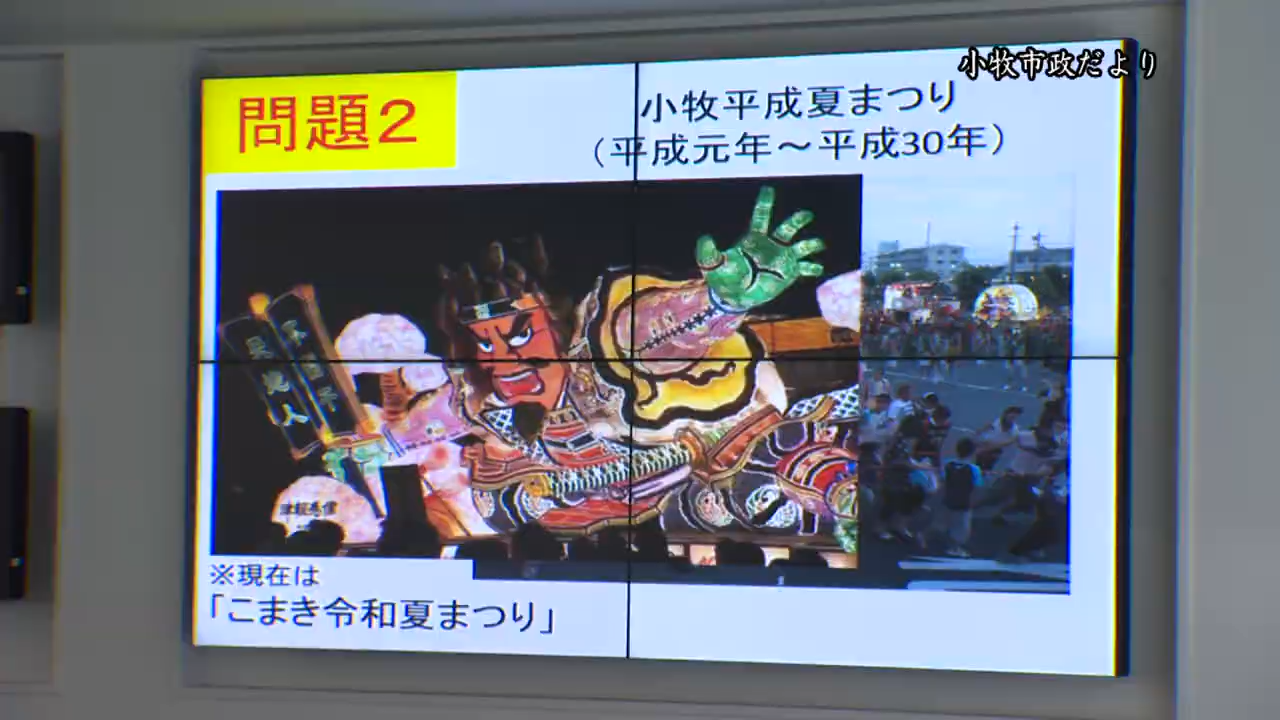 小牧市政だより
問題２
小牧平成夏まつり
（平成元年～平成30年）
※現在は
「こまき令和夏まつり」